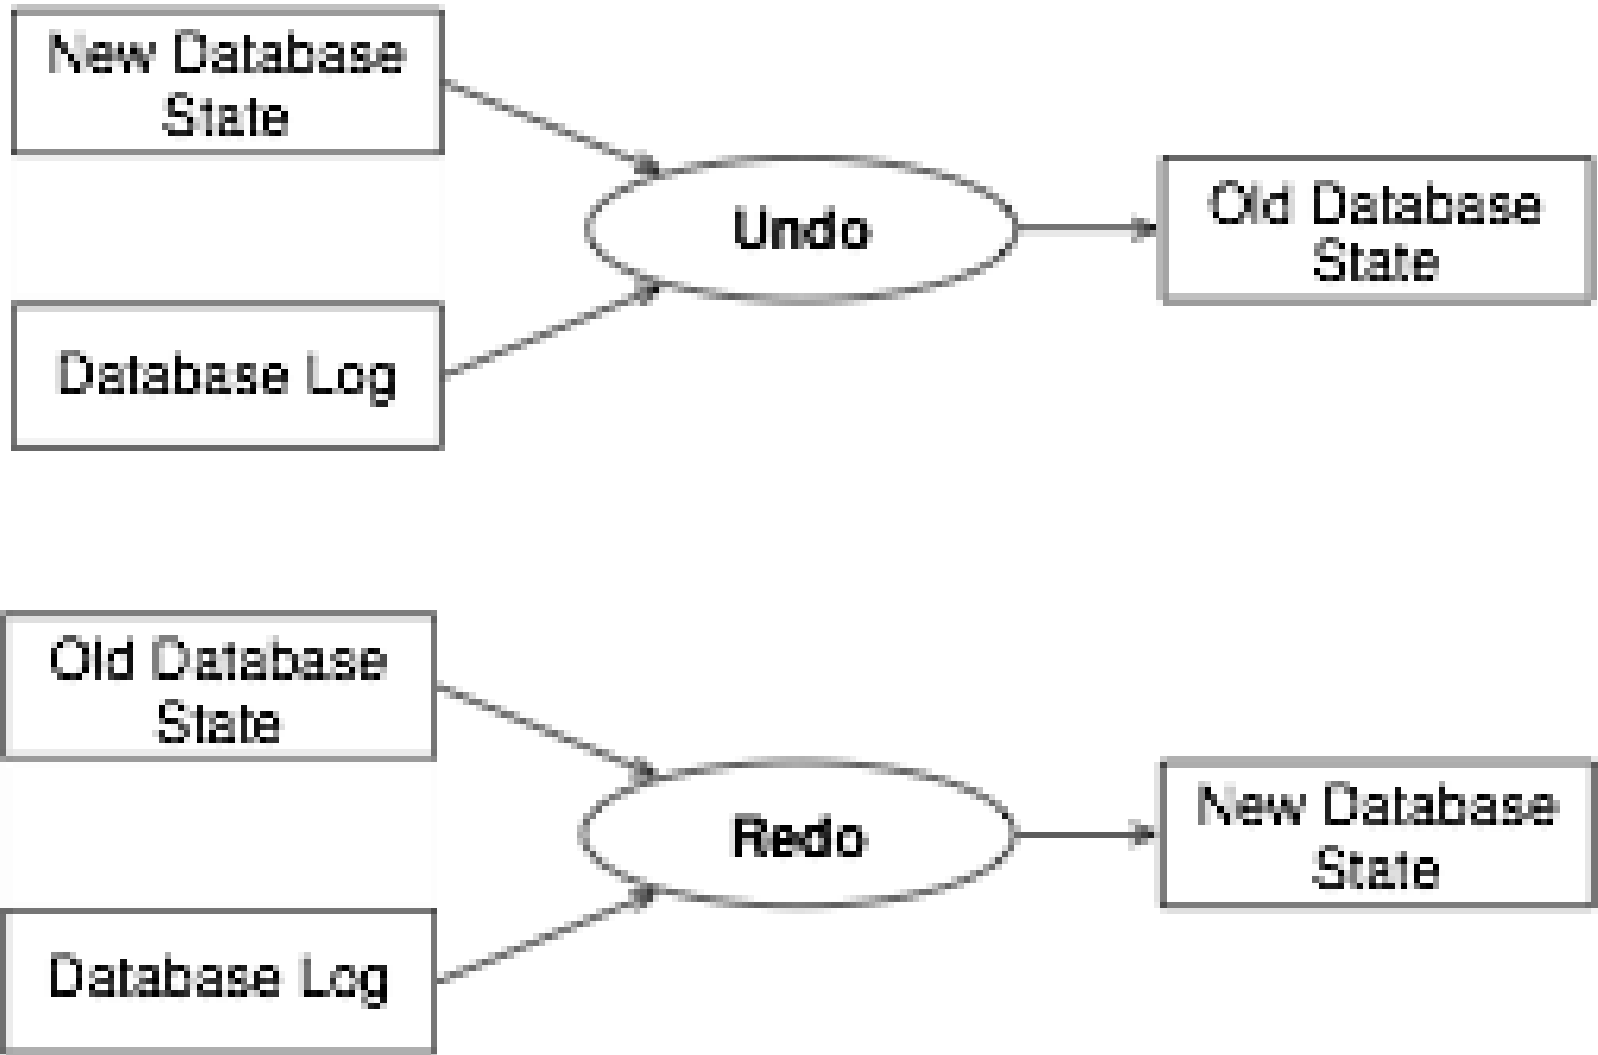 New Database
State
Undo
Old Database
State
Database Log
Old Database
State
Redo
New Database
State
Database Log